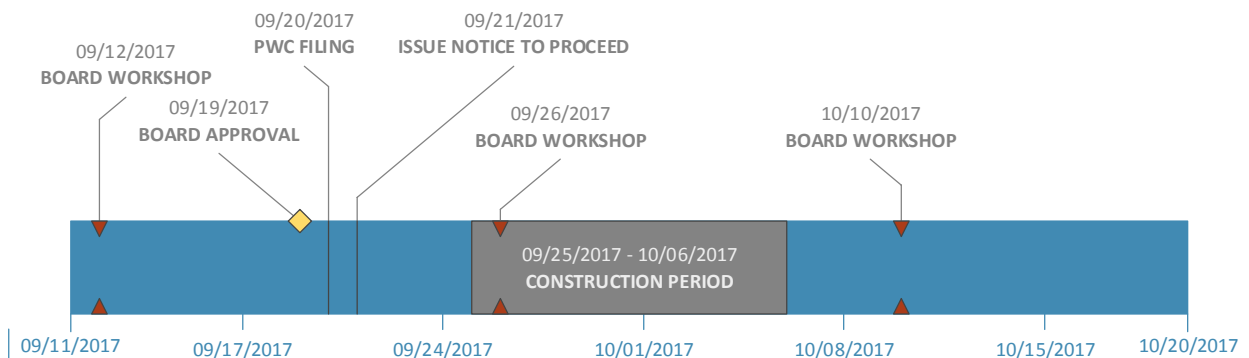 09/20/2017
PWC FILING
09/21/2017
ISSUE NOTICE TO PROCEED
09/12/2017
BOARD WORKSHOP
09/19/2017
BOARD APPROVAL
09/26/2017
BOARD WORKSHOP
10/10/2017
BOARD WORKSHOP
09/25/2017 - 10/06/2017
CONSTRUCTION PERIOD
09/11/2017
09/17/2017
09/24/2017
10/01/2017
10/08/2017
10/15/2017
10/20/2017